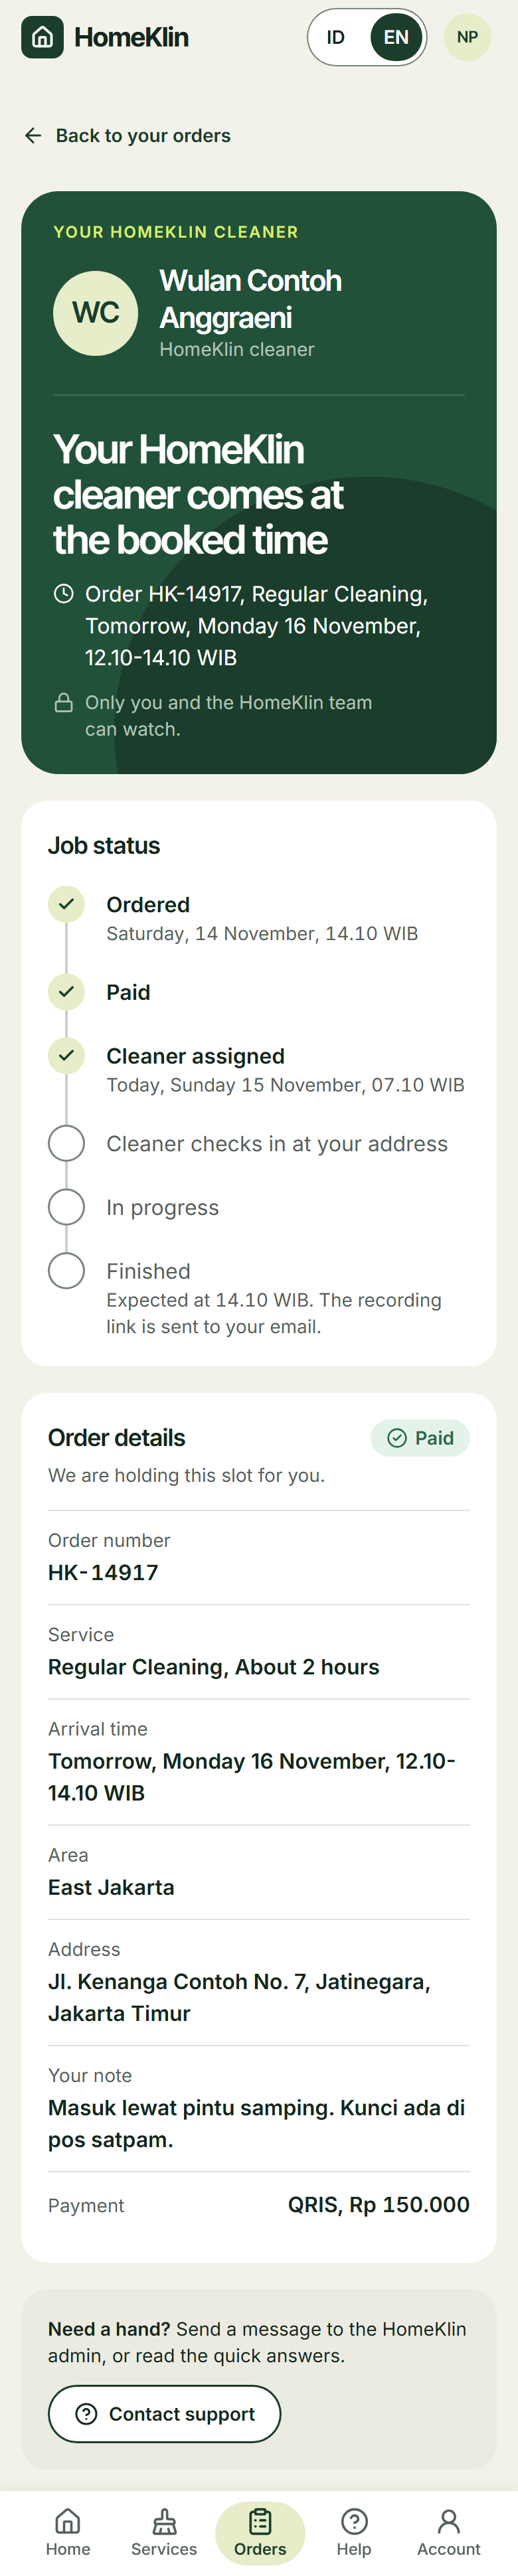 HomeKlin
ID
EN
NP
Back to your orders
YOUR HOMEKLIN CLEANER
WC
Wulan Contoh
Anggraeni
HomeKlin cleaner
Your HomeKlin
cleaner comes at
the booked time
Order HK-14917, Regular Cleaning,
Tomorrow, Monday 16 November,
12.10-14.10 WIB
Only you and the HomeKlin team
can watch.
Job status
Ordered
Saturday, 14 November, 14.10 WIB
Paid
Cleaner assigned
Today, Sunday 15 November, 07.10 WIB
Cleaner checks in at your address
In progress
Finished
Expected at 14.10 WIB. The recording
link is sent to your email.
Order details
Paid
We are holding this slot for you.
Order number
HK-14917
Service
Regular Cleaning, About 2 hours
Arrival time
Tomorrow, Monday 16 November, 12.10-
14.10 WIB
Area
East Jakarta
Address
Jl. Kenanga Contoh No. 7, Jatinegara,
Jakarta Timur
Your note
Masuk lewat pintu samping. Kunci ada di
pos satpam.
Payment
QRIS, Rp 150.000
Need a hand? Send a message to the HomeKlin
admin, or read the quick answers.
Contact support
Home
Services
Orders
Help
Account